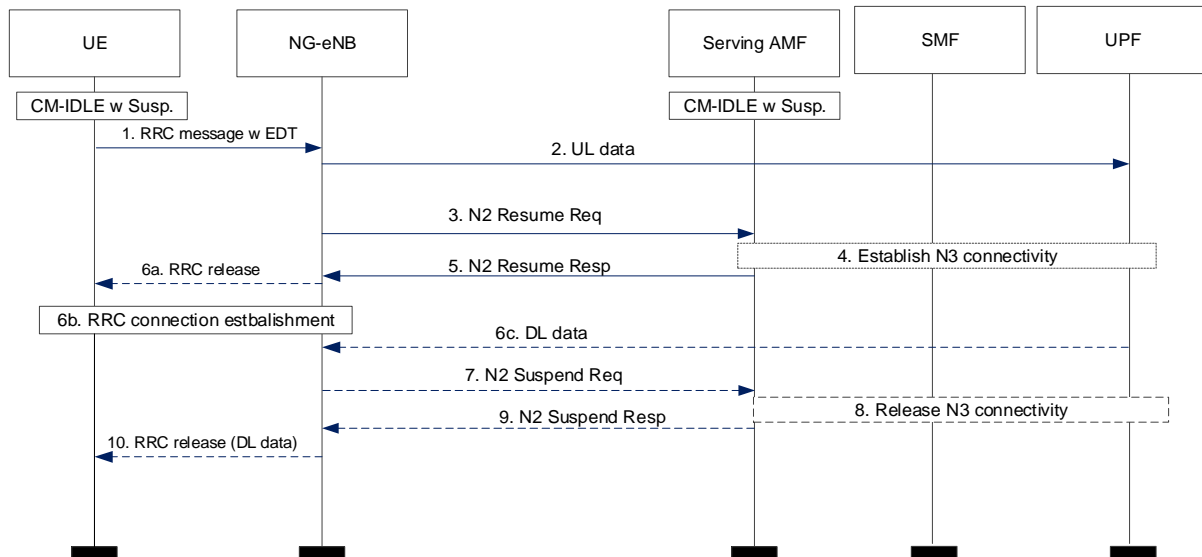 UE
NG-eNB
Serving AMF
SMF
UPF
CM-IDLE w Susp.
CM-IDLE w Susp.
1. RRC message w EDT
2. UL data
3. N2 Resume Req
4. Establish N3 connectivity
5. N2 Resume Resp
6a. RRC release
6b. RRC connection estbalishment
6c. DL data
7. N2 Suspend Req
8. Release N3 connectivity
9. N2 Suspend Resp
10. RRC release (DL data)